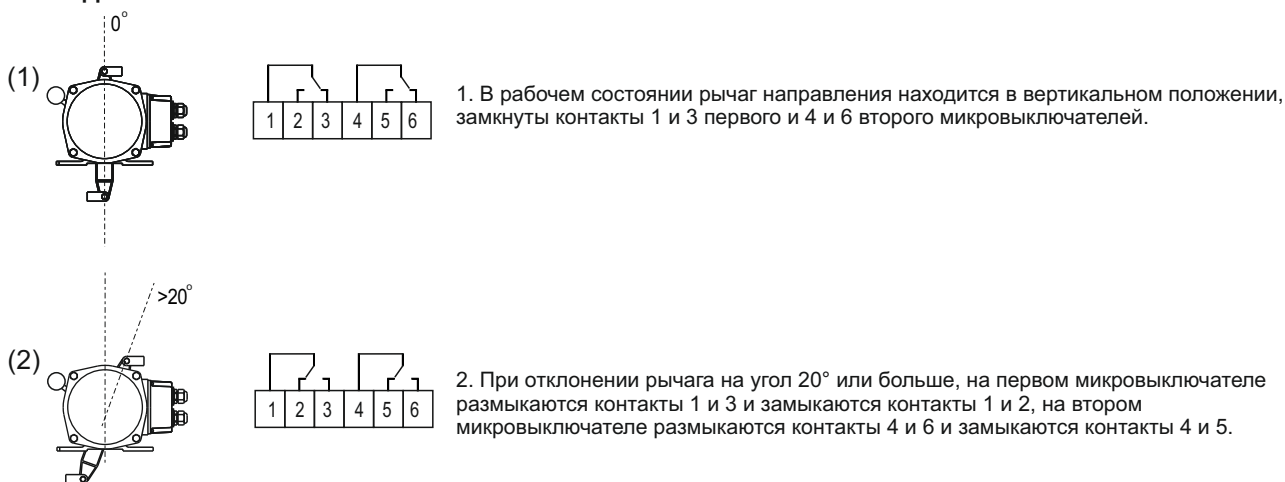 0°
(1)
1 2 3 4 5 6
1. В рабочем состоянии рычаг направления находится в вертикальном положении,
замкнуты контакты 1 и 3 первого и 4 и 6 второго микровыключателей.
>20°
(2)
1 2 3 4 5 6
2. При отклонении рычага на угол 20° или больше, на первом микровыключателе
размыкаются контакты 1 и 3 и замыкаются контакты 1 и 2, на втором
микровыключателе размыкаются контакты 4 и 6 и замыкаются контакты 4 и 5.